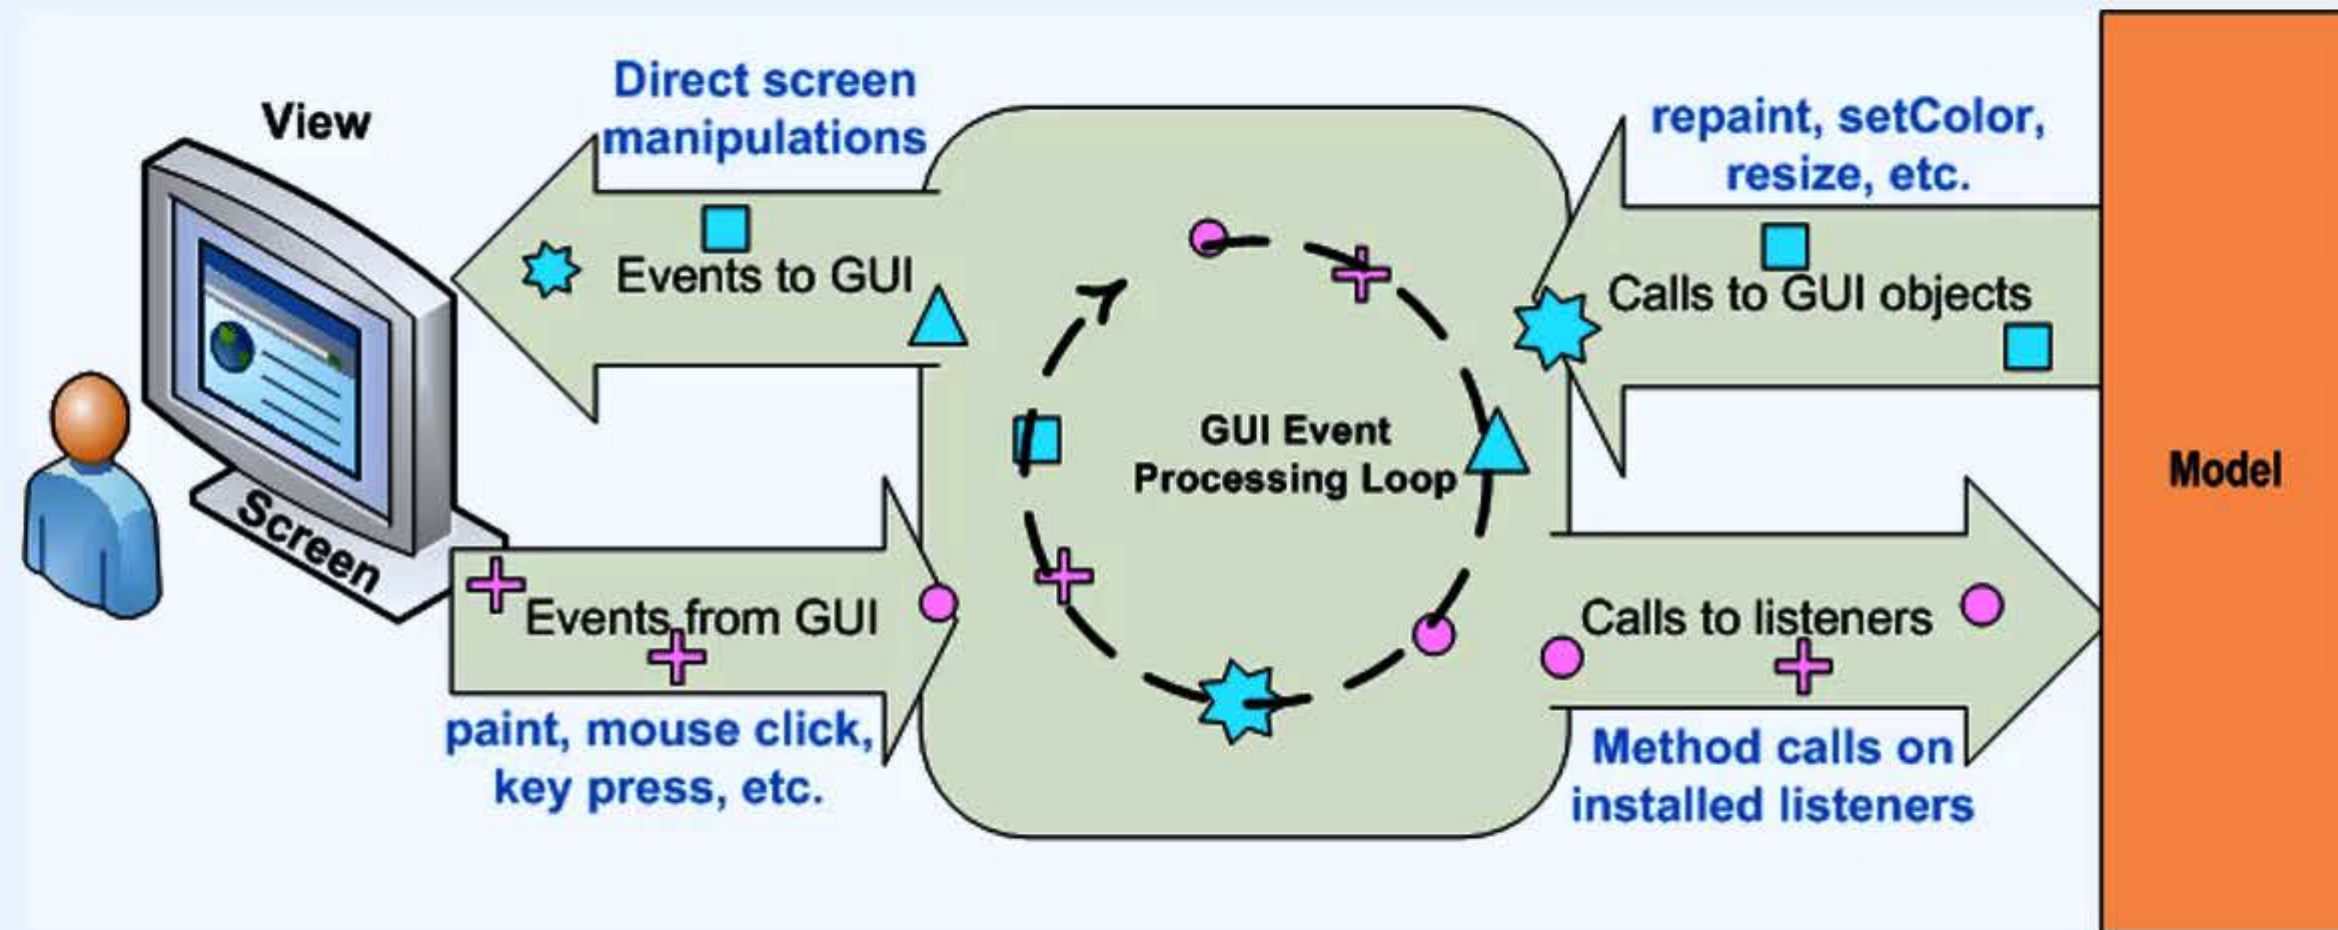 View
Direct screen
manipulations
Events to GUI
repaint, setColor,
resize, etc.
Calls to GUI objects
GUI Event
Processing Loop
Model
Screen
Events from GUI
paint, mouse click,
key press, etc.
Calls to listeners
Method calls on
installed listeners